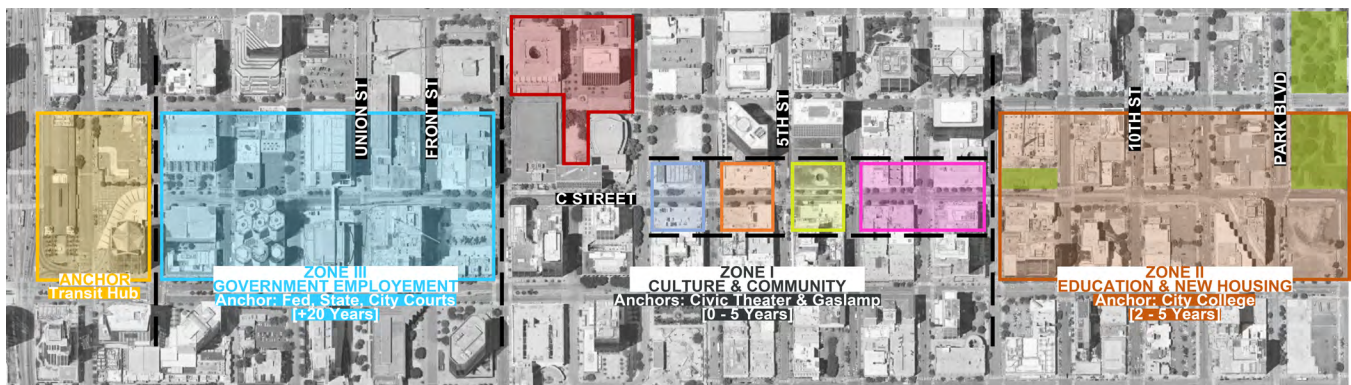 UNION ST
FRONT ST
5TH ST
10TH ST
PARK BLVD
C STREET
ANCHOR
Transit Hub
ZONE III
GOVERNMENT EMPLOYEMENT
Anchor: Fed, State, City Courts
[+20 Years]
ZONE I
CULTURE & COMMUNITY
Anchors: Civic Theater & Gaslamp
[0 - 5 Years]
ZONE II
EDUCATION & NEW HOUSING
Anchor: City College
[2 - 5 Years]